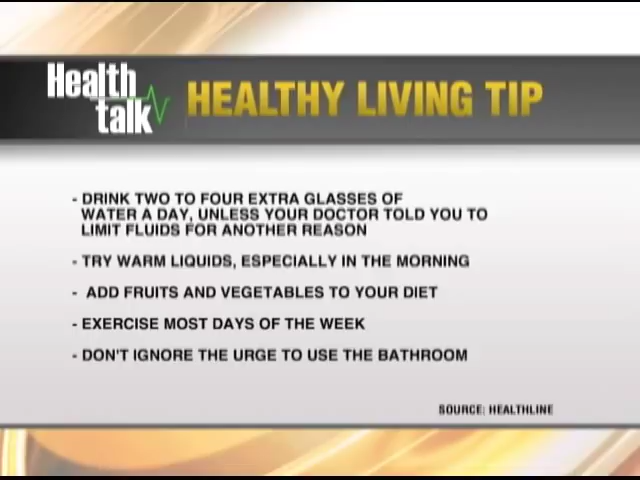 Health talk
HEALTHY LIVING TIP
- DRINK TWO TO FOUR EXTRA GLASSES OF
WATER A DAY, UNLESS YOUR DOCTOR TOLD YOU TO
LIMIT FLUIDS FOR ANOTHER REASON
- TRY WARM LIQUIDS, ESPECIALLY IN THE MORNING
- ADD FRUITS AND VEGETABLES TO YOUR DIET
- EXERCISE MOST DAYS OF THE WEEK
- DON'T IGNORE THE URGE TO USE THE BATHROOM
SOURCE: HEALTHLINE